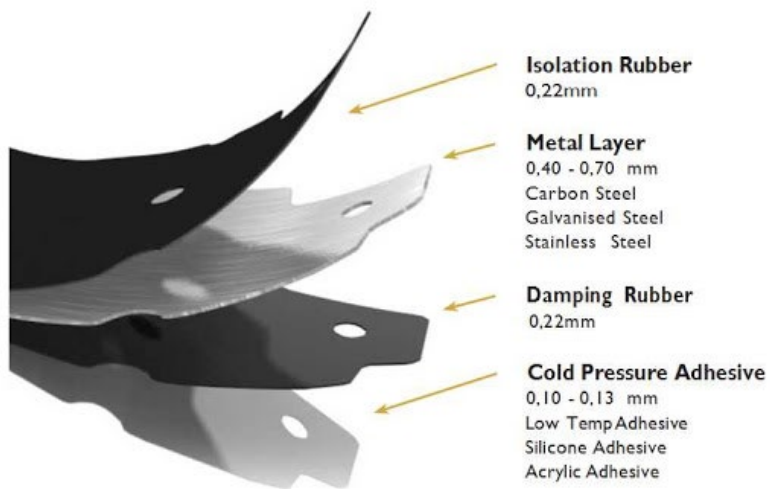 Isolation Rubber
0,22mm
Metal Layer
0,40 - 0,70 mm
Carbon Steel
Galvanised Steel
Stainless Steel
Damping Rubber
0,22mm
Cold Pressure Adhesive
0,10 - 0,13 mm
Low Temp Adhesive
Silicone Adhesive
Acrylic Adhesive